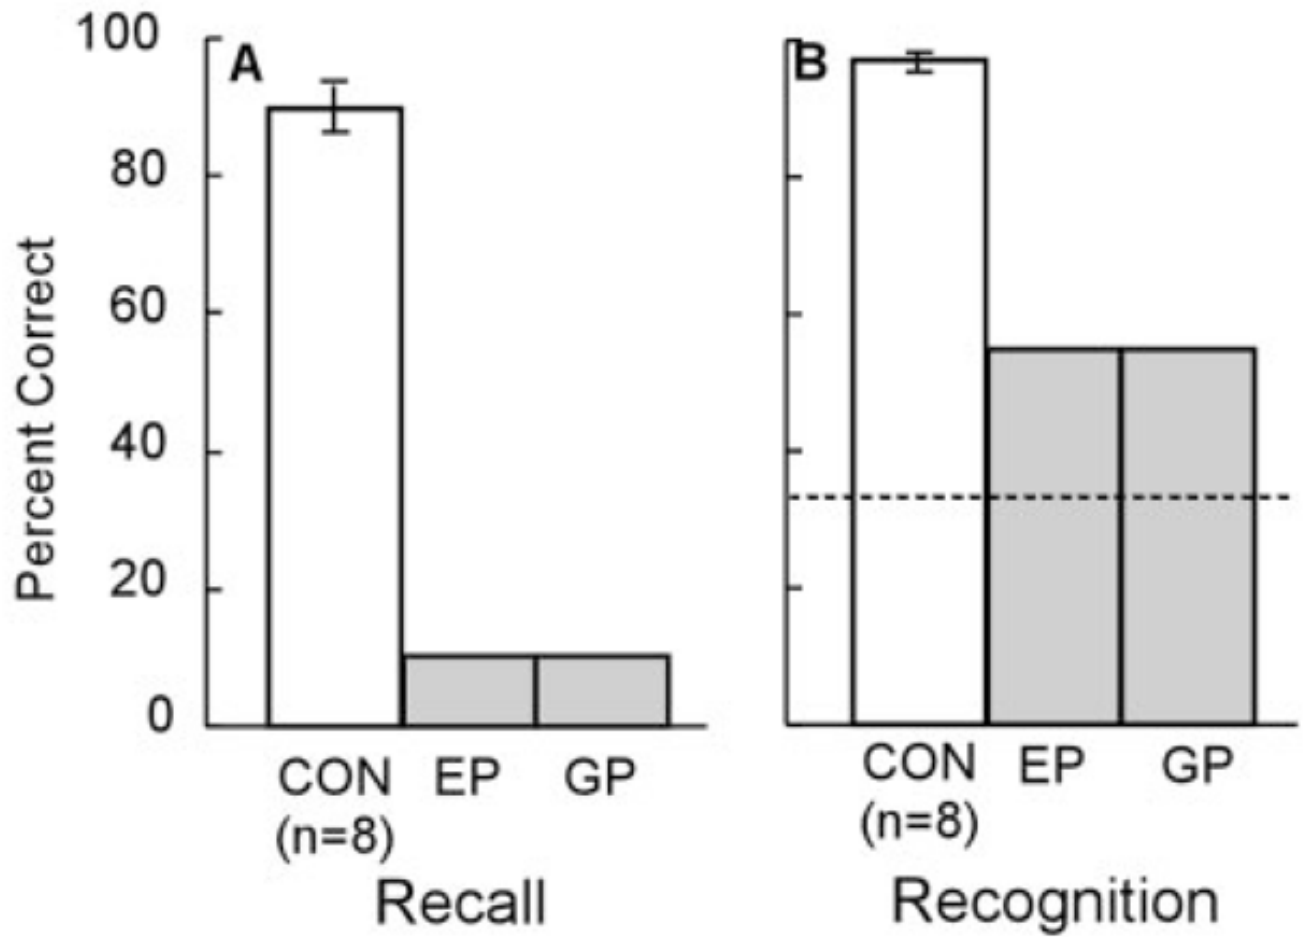 Percent Correct
100
80
60
40
20
0
A
CON EP GP
(n=8)
Recall
B
CON EP GP
(n=8)
Recognition